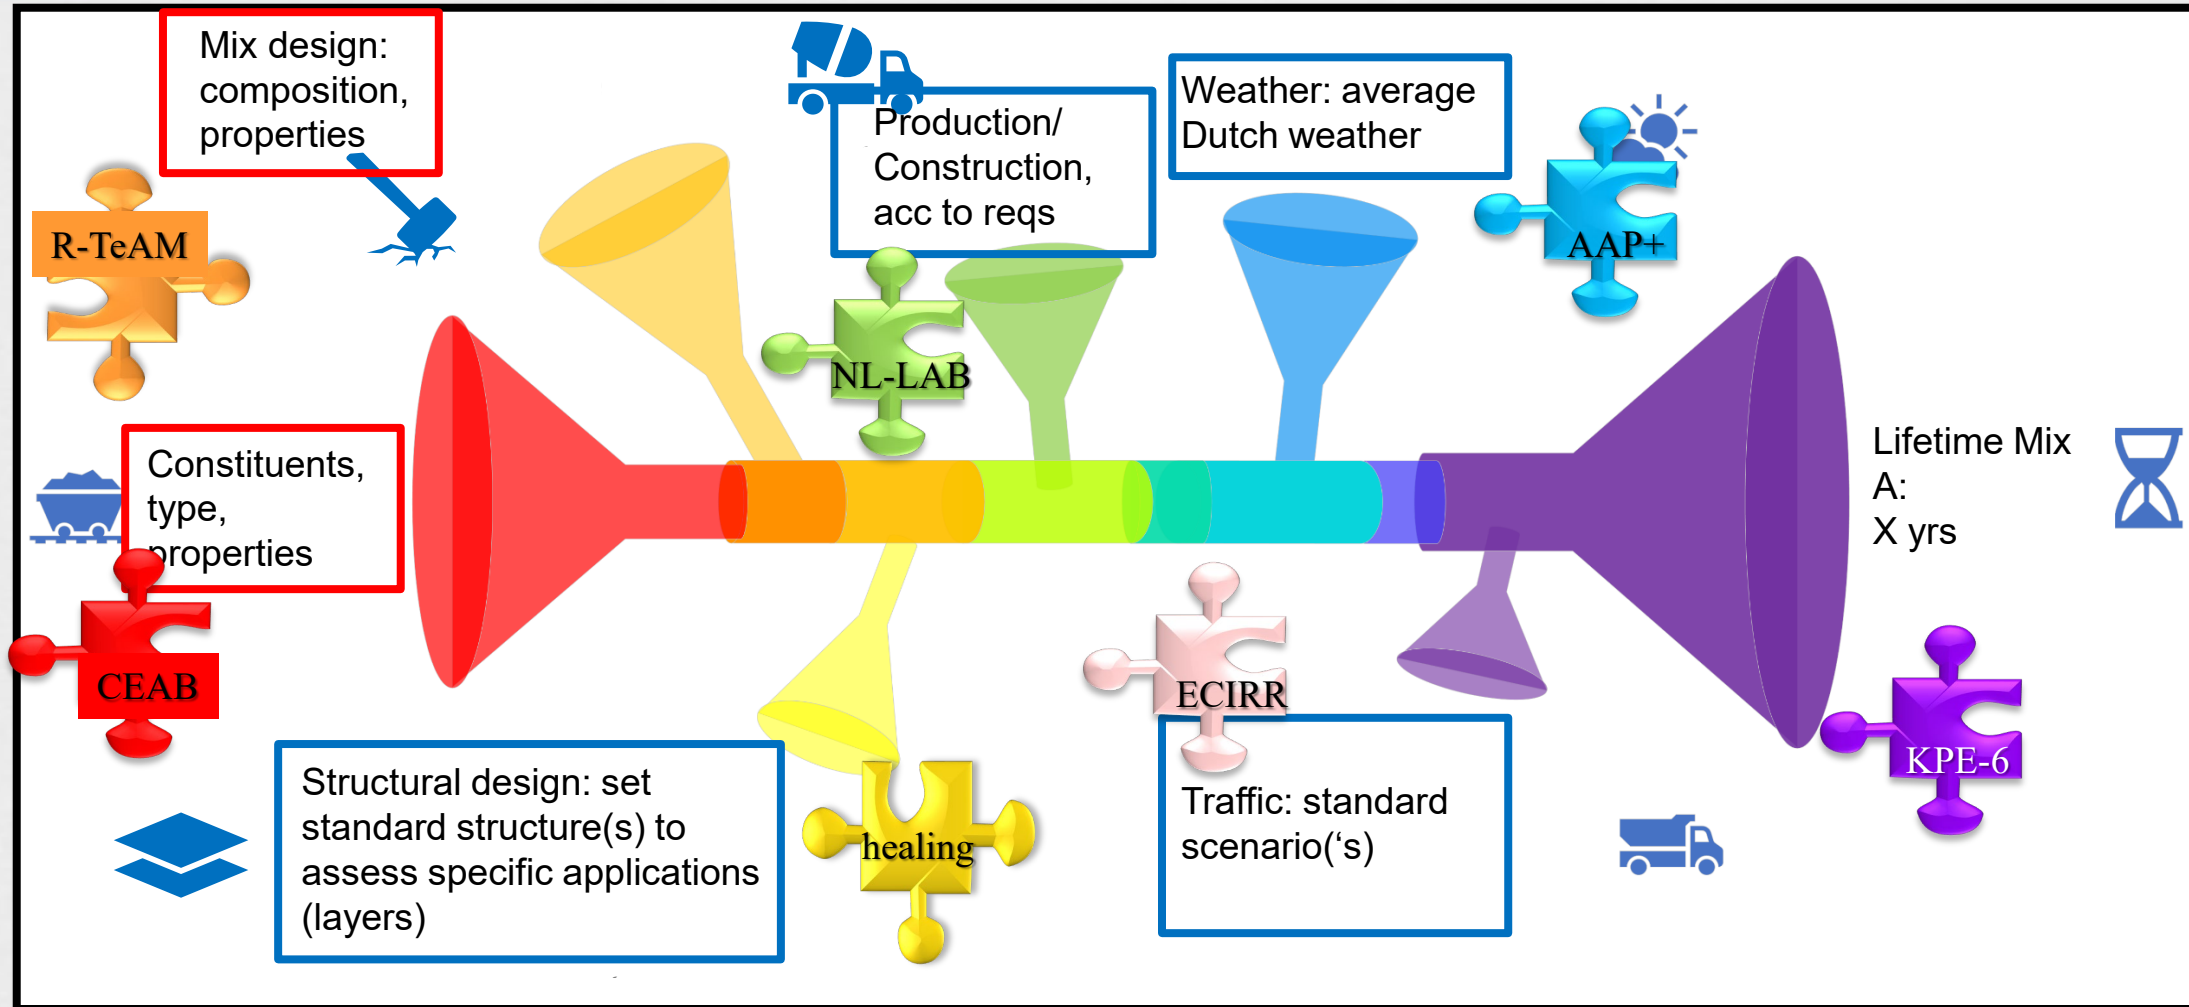 Mix design:
composition,
properties
Production/
Construction,
acc to reqs
Weather: average
Dutch weather
R-TeAM
AAP+
NL-LAB
Constituents,
type,
properties
Lifetime Mix
A:
X yrs
CEAB
ECIRR
KPE-6
Structural design: set
standard structure(s) to
assess specific applications
(layers)
healing
Traffic: standard
scenario(‘s)